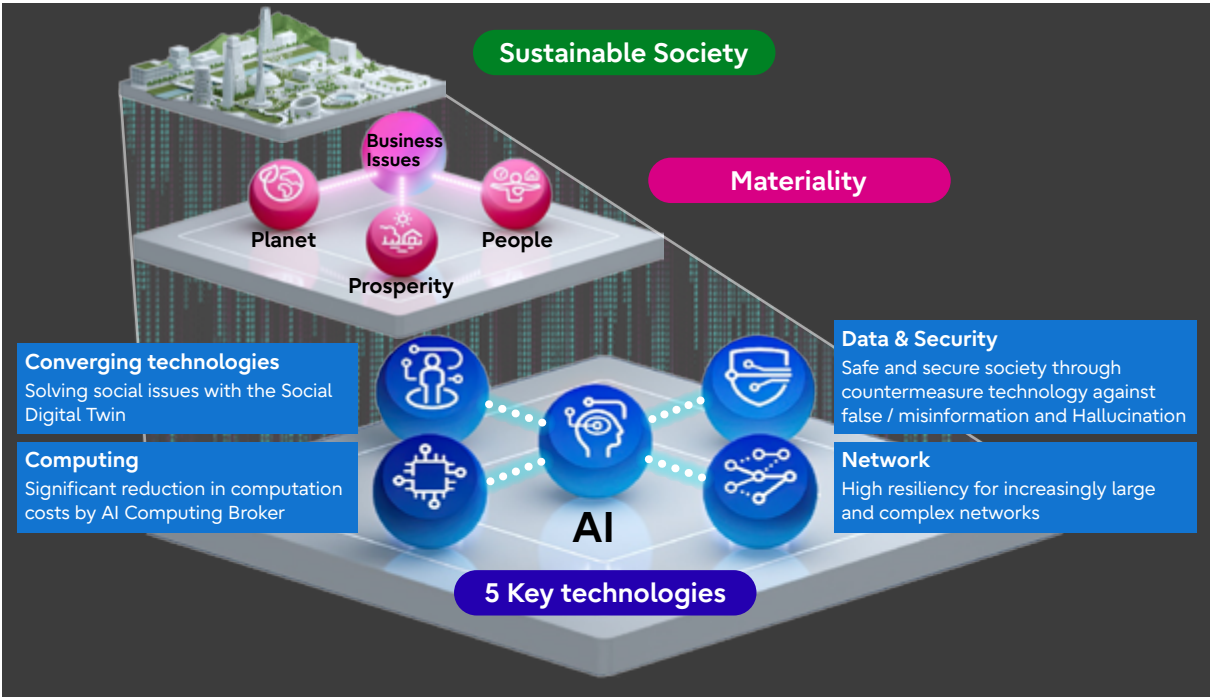 Sustainable Society
Business
Issues
Materiality
Planet
People
Prosperity
Converging technologies
Solving social issues with the Social
Digital Twin
Data & Security
Safe and secure society through
countermeasure technology against
false / misinformation and Hallucination
Computing
Significant reduction in computation
costs by AI Computing Broker
Network
High resiliency for increasingly large
and complex networks
AI
5 Key technologies